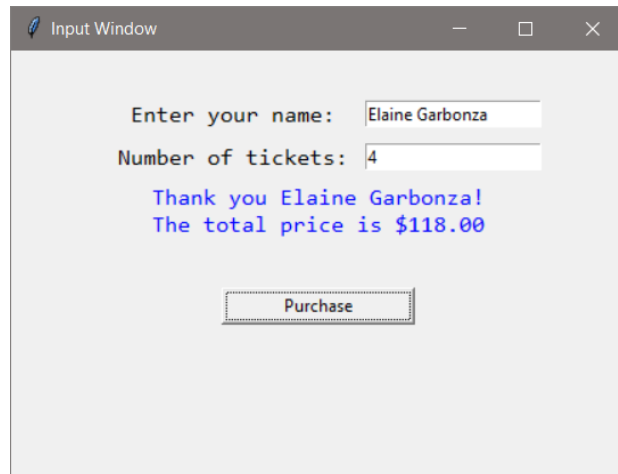 Input Window
Enter your name: Elaine Garbonza
Number of tickets: 4
Thank you Elaine Garbonza!
The total price is $118.00
Purchase